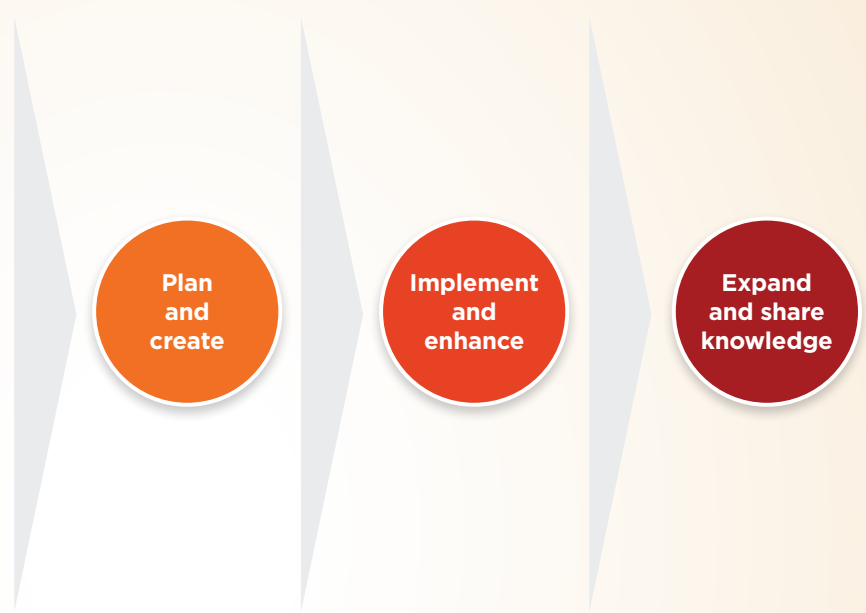 Plan
and
create
Implement
and
enhance
Expand
and share
knowledge